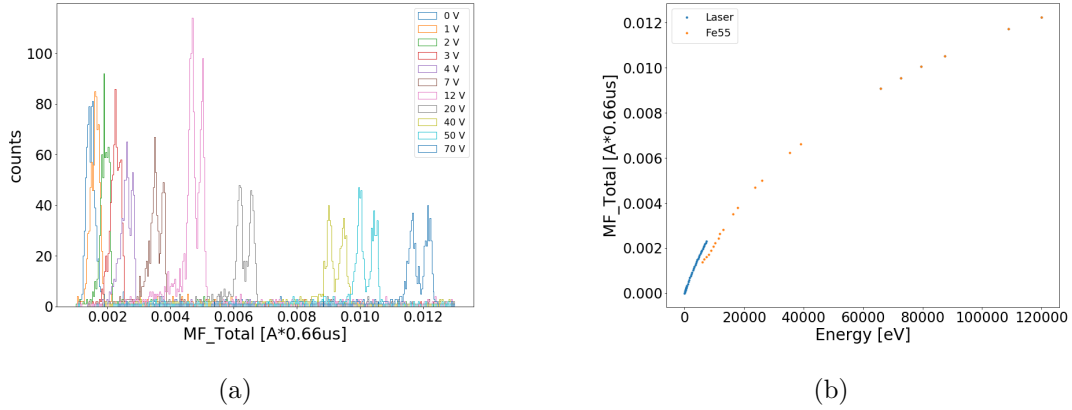 100
80
60
40
20
0
counts
0.002 0.004 0.006 0.008 0.010 0.012
MF_Total [A*0.66us]
0 V
1 V
2 V
3 V
4 V
7 V
12 V
20 V
40 V
50 V
70 V
(a)
Laser
Fe55
0.012
0.010
0.008
0.006
0.004
0.002
0.000
MF_Total [A*0.66us]
0 20000 40000 60000 80000 100000 120000
Energy [eV]
(b)